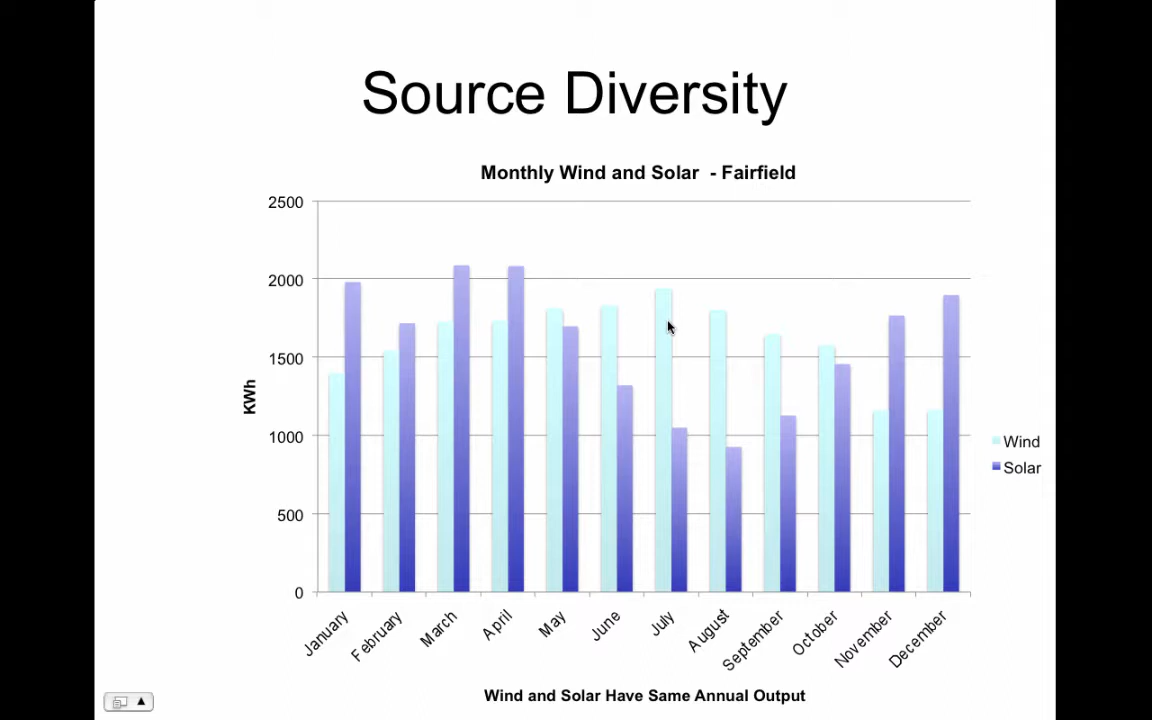 Source Diversity
Monthly Wind and Solar - Fairfield
2500
2000
1500
1000
500
0
KWh
January
February
March
April
May
June
July
August
September
October
November
December
Wind
Solar
Wind and Solar Have Same Annual Output